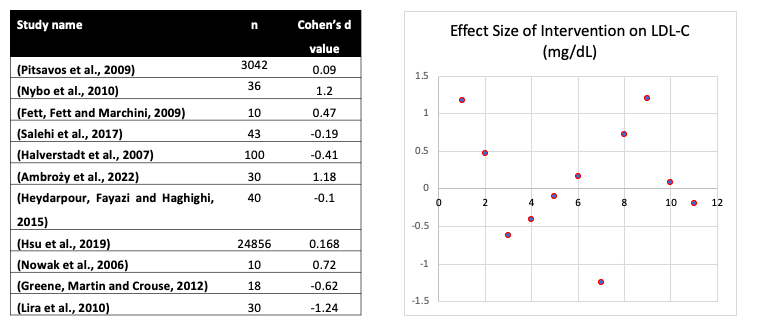 Study name n Cohen's d
value
(Pitsavos et al., 2009) 3042 0.09
(Nybo et al., 2010) 36 1.2
(Fett, Fett and Marchini, 2009) 10 0.47
(Salehi et al., 2017) 43 -0.19
(Halverstadt et al., 2007) 100 -0.41
(Ambroży et al., 2022) 30 1.18
(Heydarpour, Fayazi and Haghighi, 40 -0.1
2015)
(Hsu et al., 2019) 24856 0.168
(Nowak et al., 2006) 10 0.72
(Greene, Martin and Crouse, 2012) 18 -0.62
(Lira et al., 2010) 30 -1.24
Effect Size of Intervention on LDL-C
(mg/dL)
1.5
1
0.5
0
0 2 4 6 8 10 12
-0.5
-1
-1.5